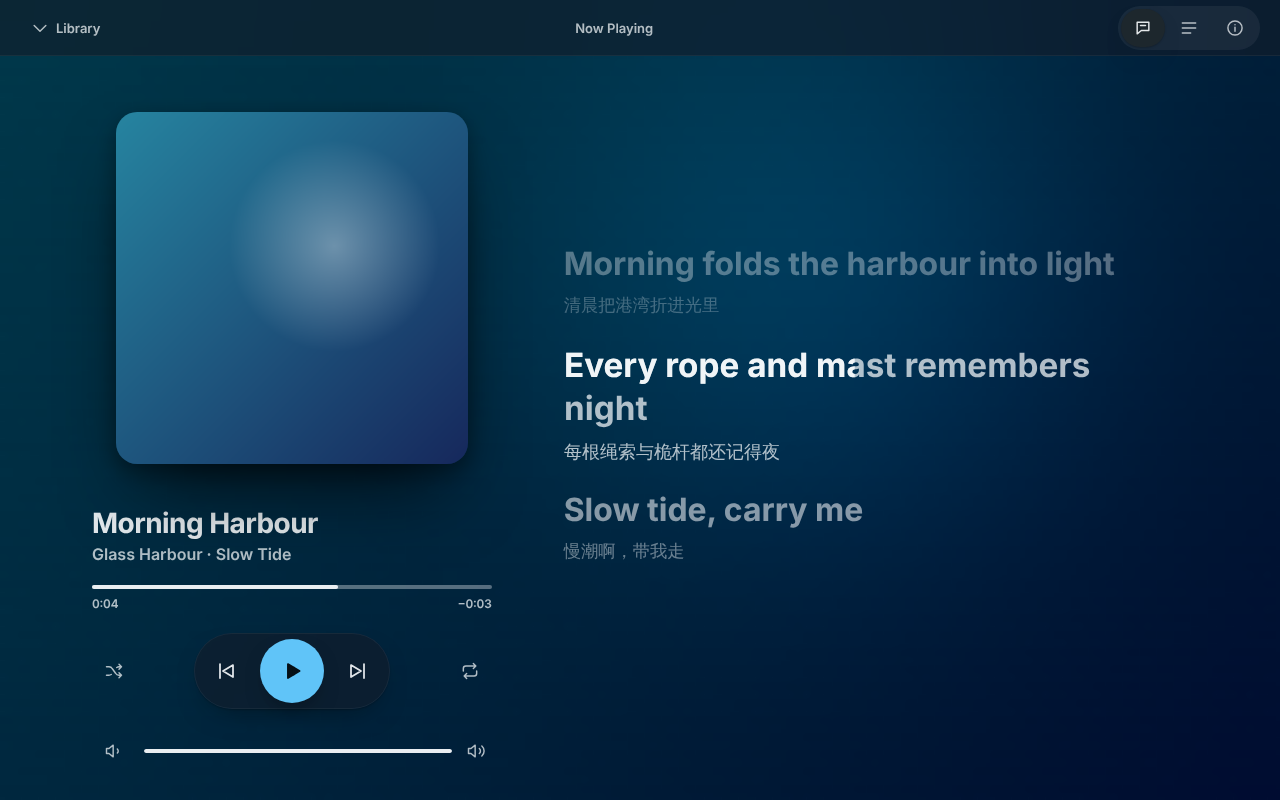 Library
Now Playing
Morning folds the harbour into light
清晨把港湾折进光里
Every rope and mast remembers
night
每根绳索与桅杆都还记得夜
Slow tide, carry me
慢潮啊，带我走
Morning Harbour
Glass Harbour · Slow Tide
0:04
−0:03